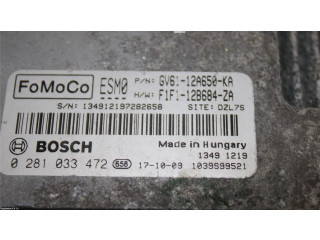 FoMoCo ESM0 P/N: GV61-12A650-KA
H/W: F1F1-12B684-ZA
S/N: 134912197282658 SITE: DZL75
BOSCH Made in Hungary
1349 1219
0 281 033 472 658 17-10-09 1039S99521